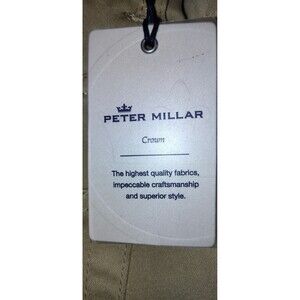 PETER MILLAR
Crown
The highest quality fabrics,
impeccable craftsmanship
and superior style.